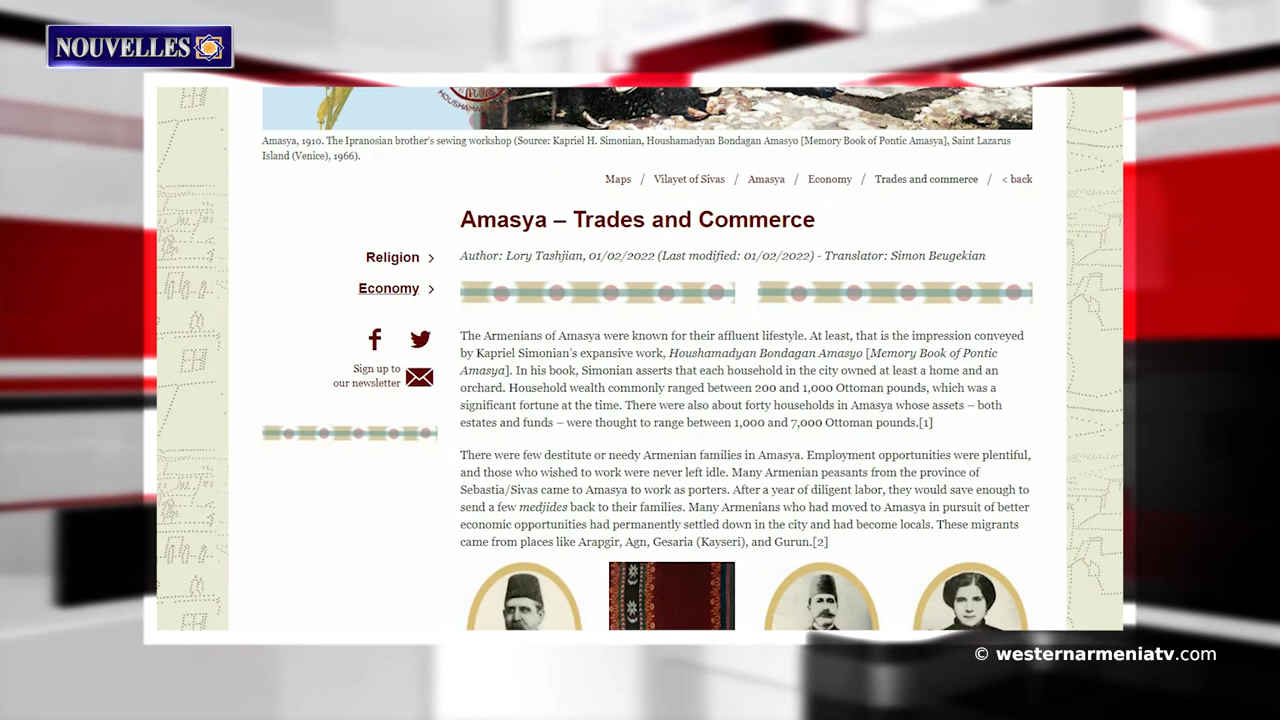 NOUVELLES
HOUSHAMA
Amasya, 1910. The Ipranosian brother's sewing workshop (Source: Kapriel H. Simonian, Houshamadyan Bondagan Amasyo [Memory Book of Pontic Amasya], Saint Lazarus
Island (Venice), 1966).
Maps / Vilayet of Sivas / Amasya / Economy / Trades and commerce / < back
Amasya – Trades and Commerce
Religion >
Economy >
Author: Lory Tashjian, 01/02/2022 (Last modified: 01/02/2022) - Translator: Simon Beugekian
Sign up to
our newsletter
The Armenians of Amasya were known for their affluent lifestyle. At least, that is the impression conveyed
by Kapriel Simonian's expansive work, Houshamadyan Bondagan Amasyo [Memory Book of Pontic
Amasya]. In his book, Simonian asserts that each household in the city owned at least a home and an
orchard. Household wealth commonly ranged between 200 and 1,000 Ottoman pounds, which was a
significant fortune at the time. There were also about forty households in Amasya whose assets – both
estates and funds – were thought to range between 1,000 and 7,000 Ottoman pounds.[1]
There were few destitute or needy Armenian families in Amasya. Employment opportunities were plentiful,
and those who wished to work were never left idle. Many Armenian peasants from the province of
Sebastia/Sivas came to Amasya to work as porters. After a year of diligent labor, they would save enough to
send a few medjides back to their families. Many Armenians who had moved to Amasya in pursuit of better
economic opportunities had permanently settled down in the city and had become locals. These migrants
came from places like Arapgir, Agn, Gesaria (Kayseri), and Gurun.[2]
© westernarmeniatv.com